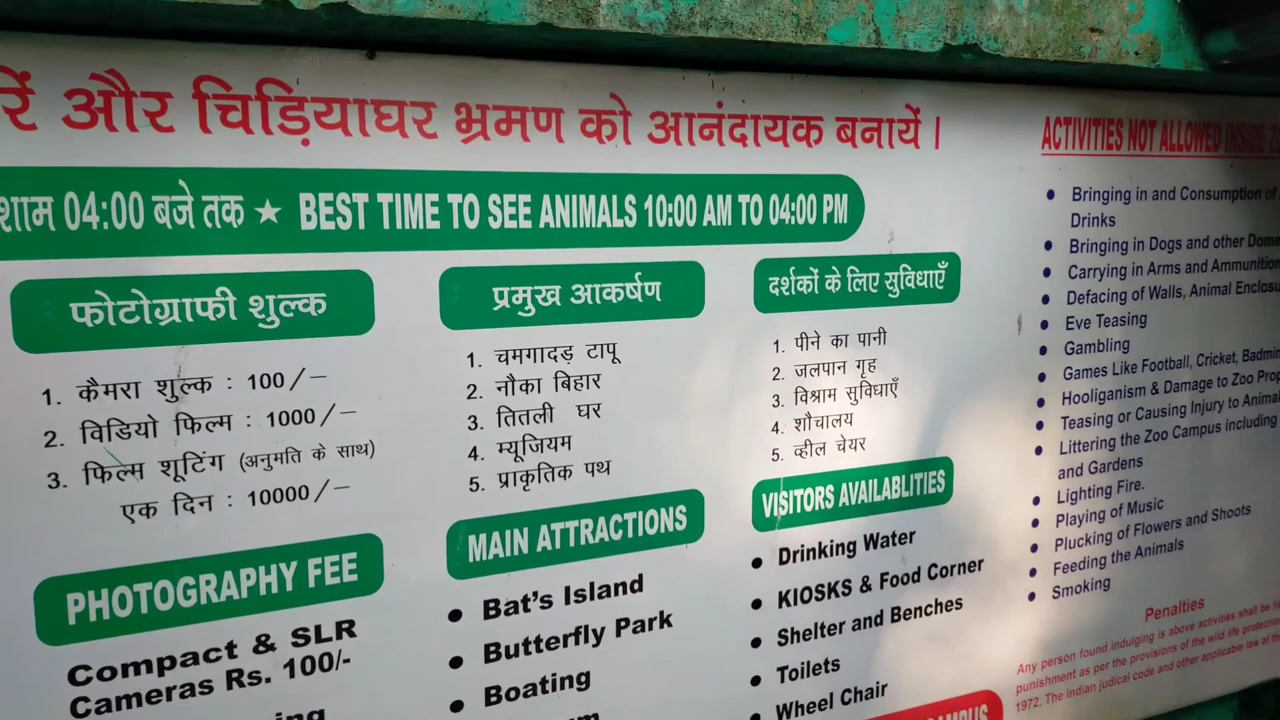 और चिड़ियाघर भ्रमण को आनंदायक बनायें।
शाम 04:00 बजे तक ★ BEST TIME TO SEE ANIMALS 10:00 AM TO 04:00 PM
फोटोग्राफी शुल्क
1. कैमरा शुल्क : 100/-
2. विडियो फिल्म : 1000/-
3. फिल्म शूटिंग (अनुमति के साथ)
एक दिन : 10000/-
PHOTOGRAPHY FEE
Compact & SLR
Cameras Rs. 100/-
प्रमुख आकर्षण
1. चमगादड़ टापू
2. नौका बिहार
3. तितली घर
4. म्यूजियम
5. प्राकृतिक पथ
MAIN ATTRACTIONS
• Bat's Island
• Butterfly Park
• Boating
दर्शकों के लिए सुविधाएँ
1. पीने का पानी
2. जलपान गृह
3. विश्राम सुविधाएँ
4. शौचालय
5. व्हील चेयर
VISITORS AVAILABLITIES
• Drinking Water
• KIOSKS & Food Corner
• Shelter and Benches
• Toilets
• Wheel Chair
ACTIVITIES NOT ALLOWED INSIDE
• Bringing in and Consumption of
Drinks
• Bringing in Dogs and other
• Carrying in Arms and Ammunition
• Defacing of Walls, Animal
• Eve Teasing
• Gambling
• Games Like Football, Cricket,
• Hooliganism & Damage to Zoo
• Teasing or Causing Injury to
• Littering the Zoo Campus including
and Gardens
• Lighting Fire.
• Playing of Music
• Plucking of Flowers and Shoots
• Feeding the Animals
• Smoking
Penalties
Any person found indulging is above activities shall be
punishment as per the provisions of the wild life
1972. The indian judicial code and other applicable law of the